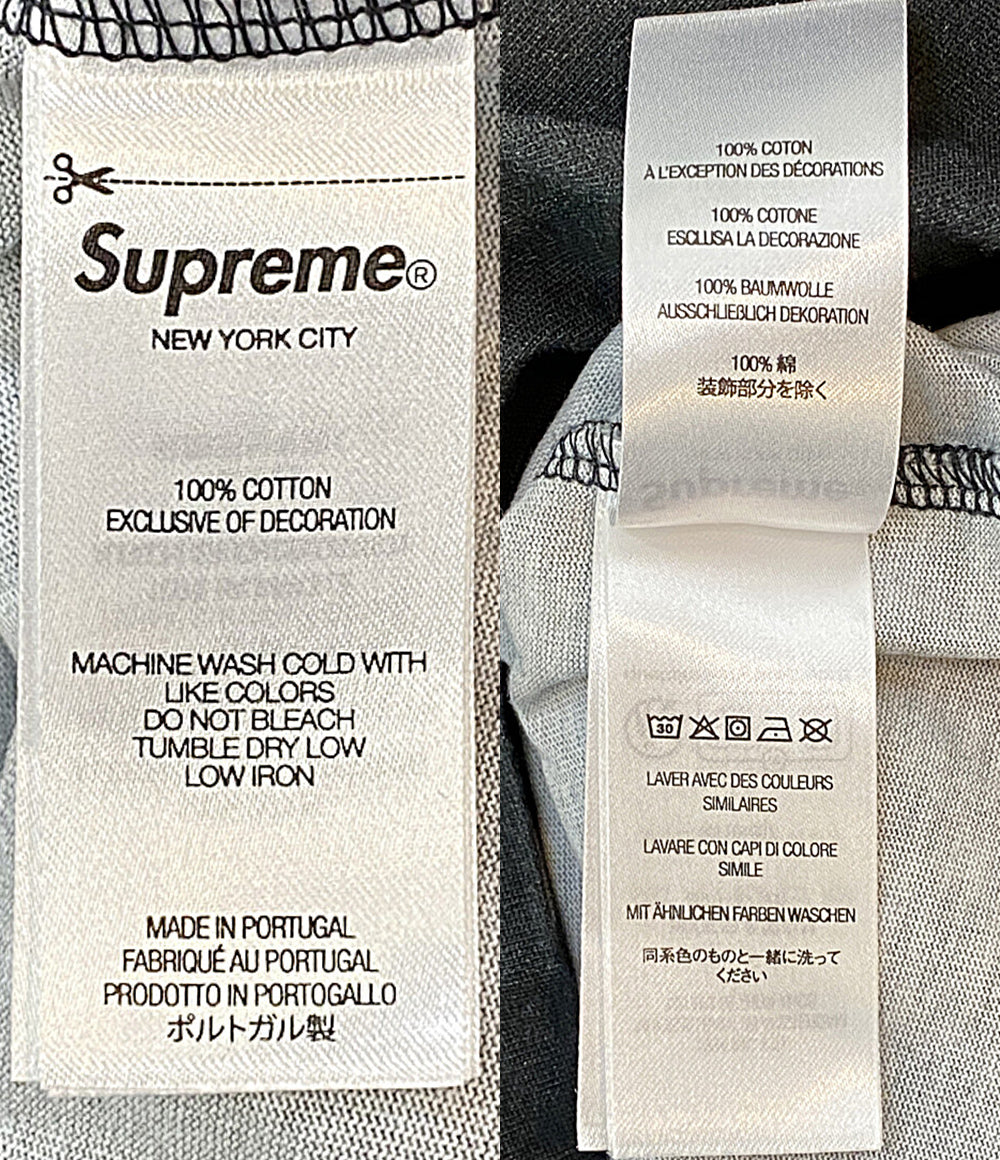 Supreme®
NEW YORK CITY
100% COTTON
EXCLUSIVE OF DECORATION
MACHINE WASH COLD WITH
LIKE COLORS
DO NOT BLEACH
TUMBLE DRY LOW
LOW IRON
MADE IN PORTUGAL
FABRIQUÉ AU PORTUGAL
PRODOTTO IN PORTOGALLO
ポルトガル製
100% COTON
À L'EXCEPTION DES DÉCORATIONS
100% COTONE
ESCLUSA LA DECORAZIONE
100% BAUMWOLLE
AUSSCHLIEßLICH DEKORATION
100% 綿
装飾部分を除く
30
LAVER AVEC DES COULEURS
SIMILAIRES
LAVARE CON CAPI DI COLORE
SIMILE
MIT ÄHNLICHEN FARBEN WASCHEN
同系色のものと一緒に洗って
ください